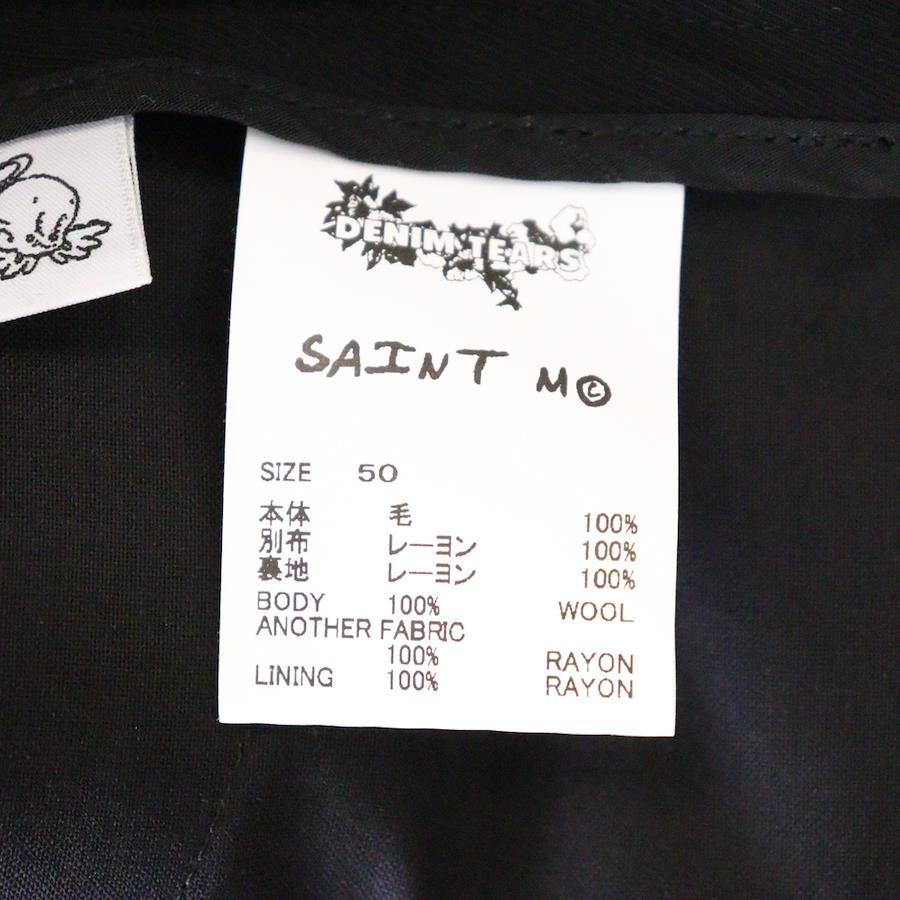 DENIM TEARS
SAINT M©
SIZE 50
本体 毛 100%
別布 レーヨン 100%
裏地 レーヨン 100%
BODY 100% WOOL
ANOTHER FABRIC
100% RAYON
LINING 100% RAYON